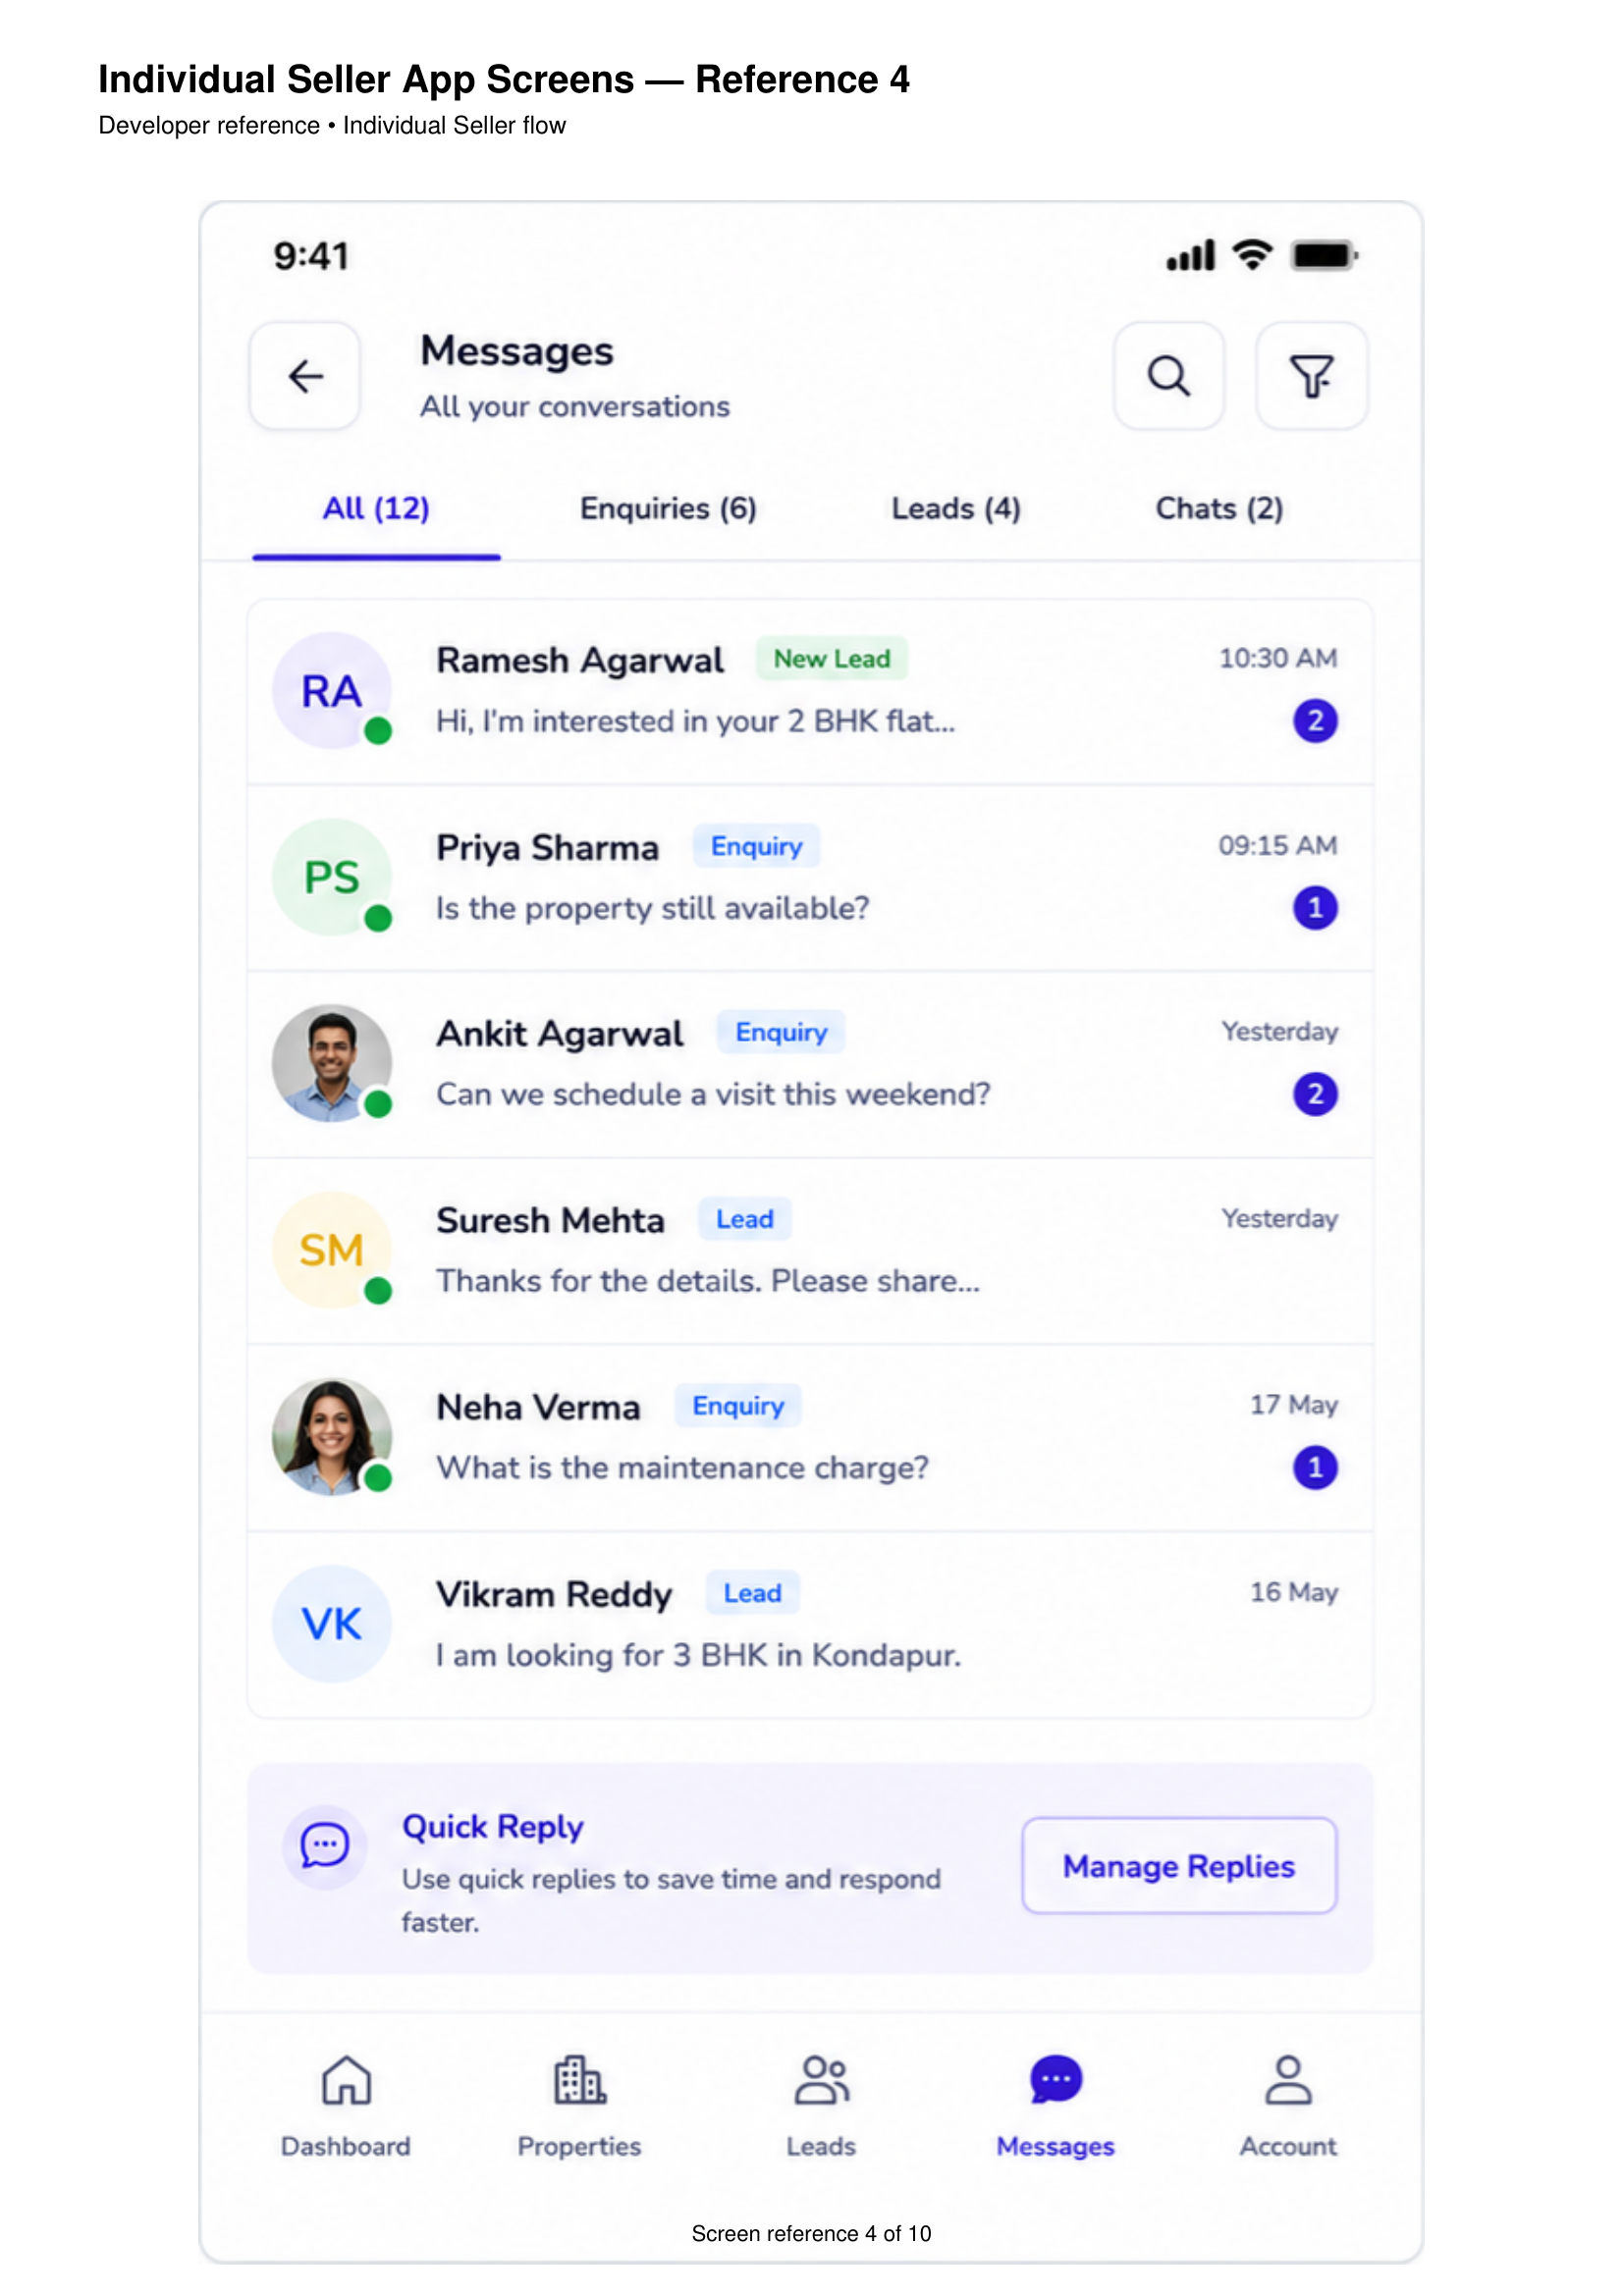 Individual Seller App Screens — Reference 4
Developer reference • Individual Seller flow
9:41
Messages
All your conversations
All (12) Enquiries (6) Leads (4) Chats (2)
RA Ramesh Agarwal New Lead 10:30 AM
Hi, I'm interested in your 2 BHK flat... 2
PS Priya Sharma Enquiry 09:15 AM
Is the property still available? 1
Ankit Agarwal Enquiry Yesterday
Can we schedule a visit this weekend? 2
SM Suresh Mehta Lead Yesterday
Thanks for the details. Please share...
Neha Verma Enquiry 17 May
What is the maintenance charge? 1
VK Vikram Reddy Lead 16 May
I am looking for 3 BHK in Kondapur.
Quick Reply
Use quick replies to save time and respond
faster.
Manage Replies
Dashboard Properties Leads Messages Account
Screen reference 4 of 10